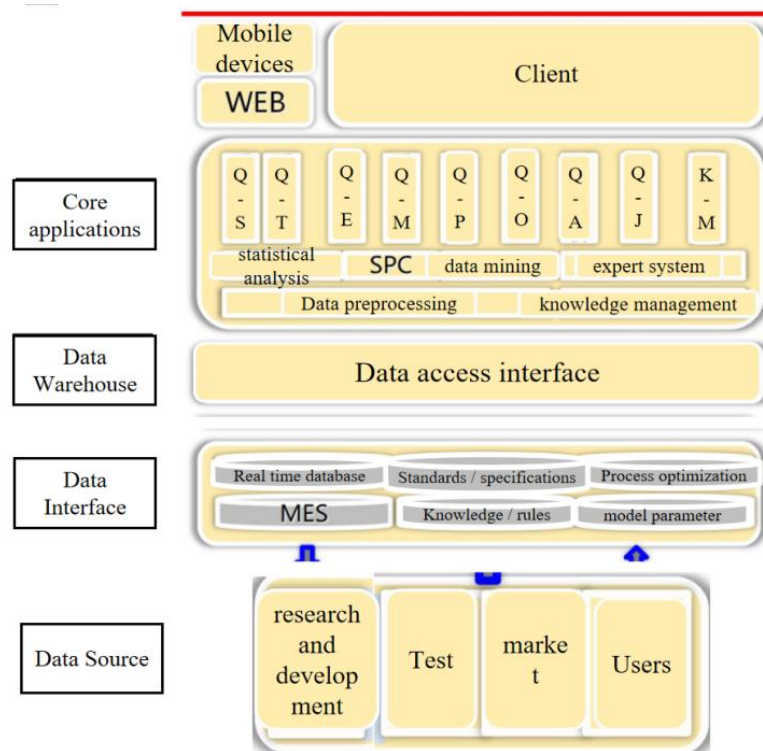 Mobile
devices
Client
WEB
Core
applications
Q
-
S
Q
-
T
Q
-
E
Q
-
M
Q
-
P
Q
-
O
Q
-
A
Q
-
J
K
-
M
statistical
analysis
SPC
data mining
expert system
Data preprocessing
knowledge management
Data
Warehouse
Data access interface
Data
Interface
Real time database
Standards / specifications
Process optimization
MES
Knowledge / rules
model parameter
Data Source
research
and
develop
ment
Test
marke
t
Users